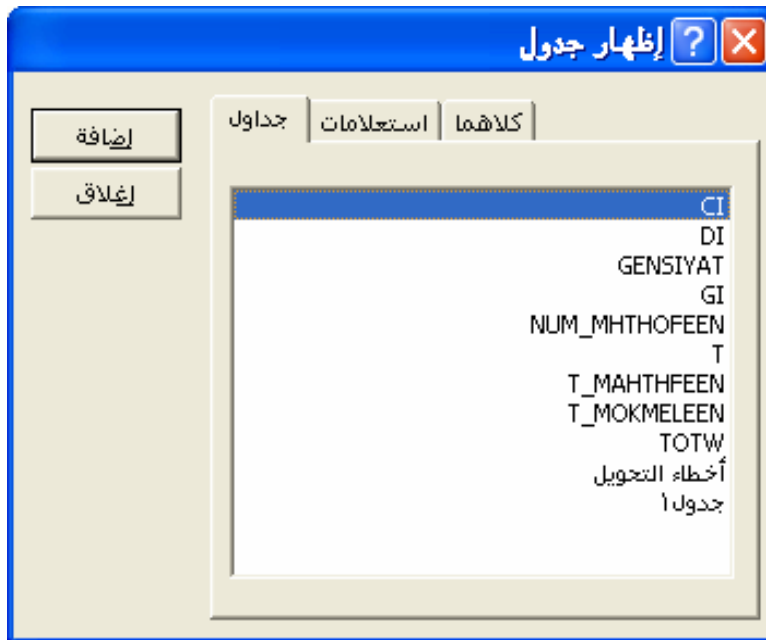 إظهار جدول
جداول
استعلامات
كلاهما
إضافة
إغلاق
CI
DI
GENSIYAT
GI
NUM_MHTHOFEEN
T
T_MAHTHFEEN
T_MOKMELEEN
TOTW
أخطاء التحويل
جدول١